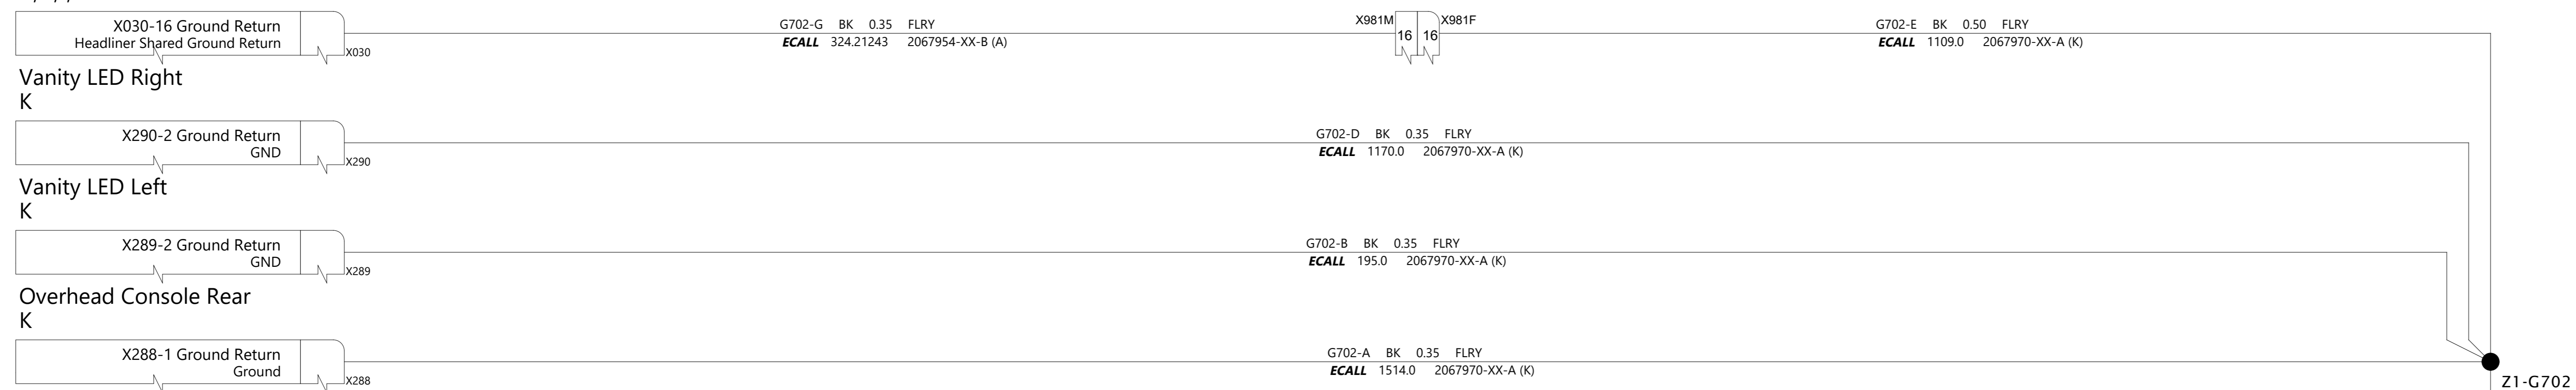 X030-16 Ground Return
Headliner Shared Ground Return
X030
G702-G BK 0.35 FLRY
ECALL 324.21243 2067954-XX-B (A)
X981M
16
16
X981F
G702-E BK 0.50 FLRY
ECALL 1109.0 2067970-XX-A (K)
Vanity LED Right
K
X290-2 Ground Return
GND
X290
G702-D BK 0.35 FLRY
ECALL 1170.0 2067970-XX-A (K)
Vanity LED Left
K
X289-2 Ground Return
GND
X289
G702-B BK 0.35 FLRY
ECALL 195.0 2067970-XX-A (K)
Overhead Console Rear
K
X288-1 Ground Return
Ground
X288
G702-A BK 0.35 FLRY
ECALL 1514.0 2067970-XX-A (K)
Z1-G702